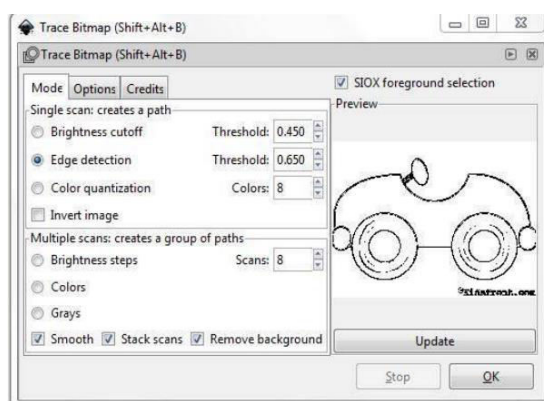 Trace Bitmap (Shift+Alt+B)
Trace Bitmap (Shift+Alt+B)
Mode Options Credits
SIOX foreground selection
Single scan: creates a path
Preview
Brightness cutoff Threshold: 0.450
Edge detection Threshold: 0.650
Color quantization Colors: 8
Invert image
Multiple scans: creates a group of paths
Brightness steps Scans: 8
Colors
Grays
Smooth Stack scans Remove background
Update
Stop OK